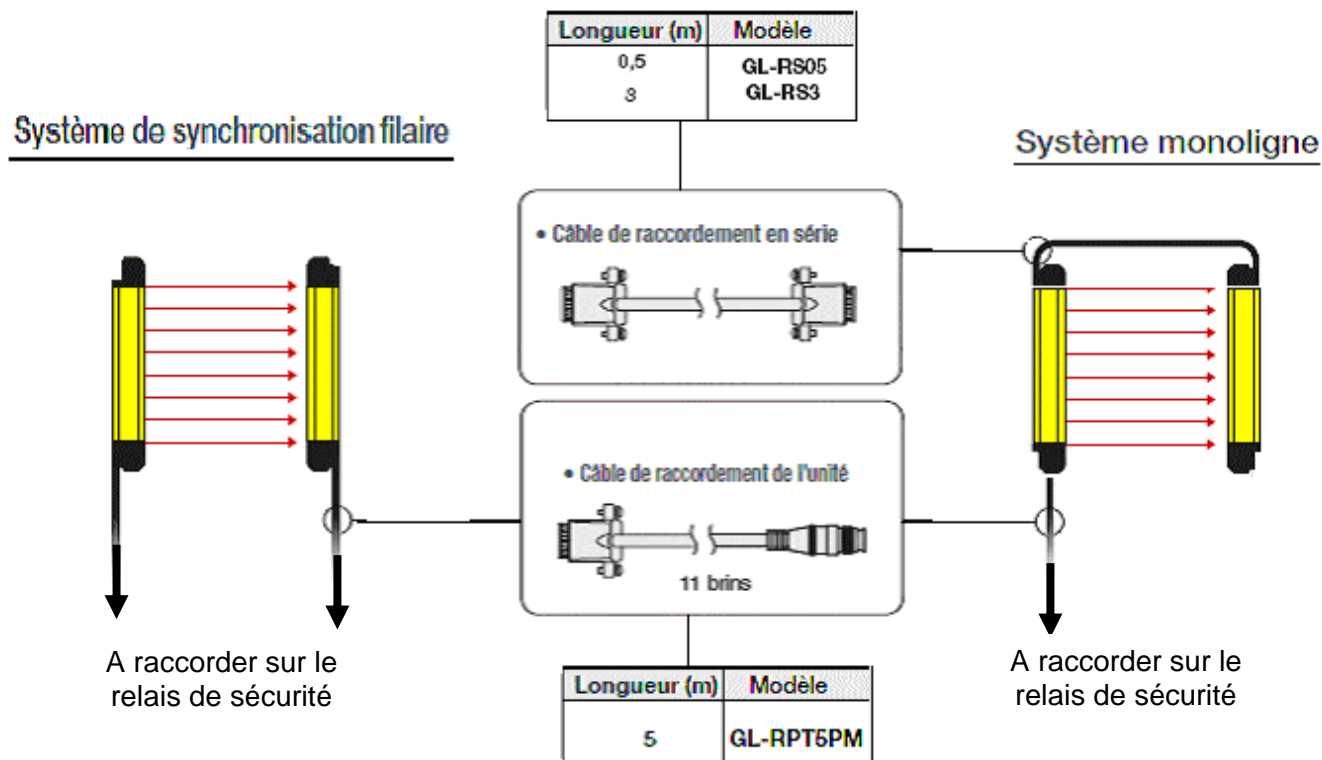 Longueur (m) Modèle
0,5 GL-RS05
3 GL-RS3
Système de synchronisation filaire
Système monoligne
• Câble de raccordement en série
• Câble de raccordement de l'unité
11 brins
A raccorder sur le
relais de sécurité
A raccorder sur le
relais de sécurité
Longueur (m) Modèle
5 GL-RPT5PM